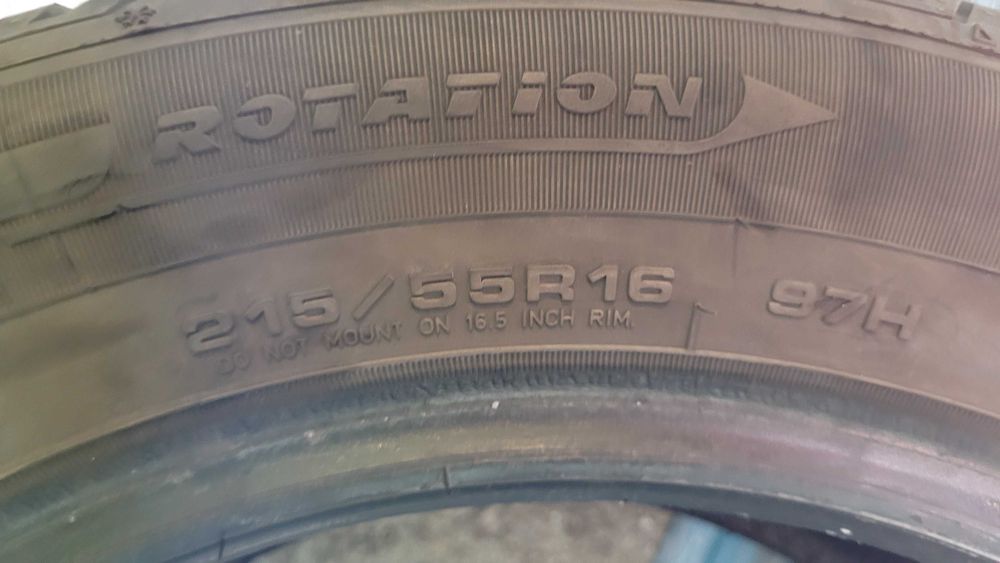 ROTATION
215/55R16 97H
DO NOT MOUNT ON 16.5 INCH RIM.